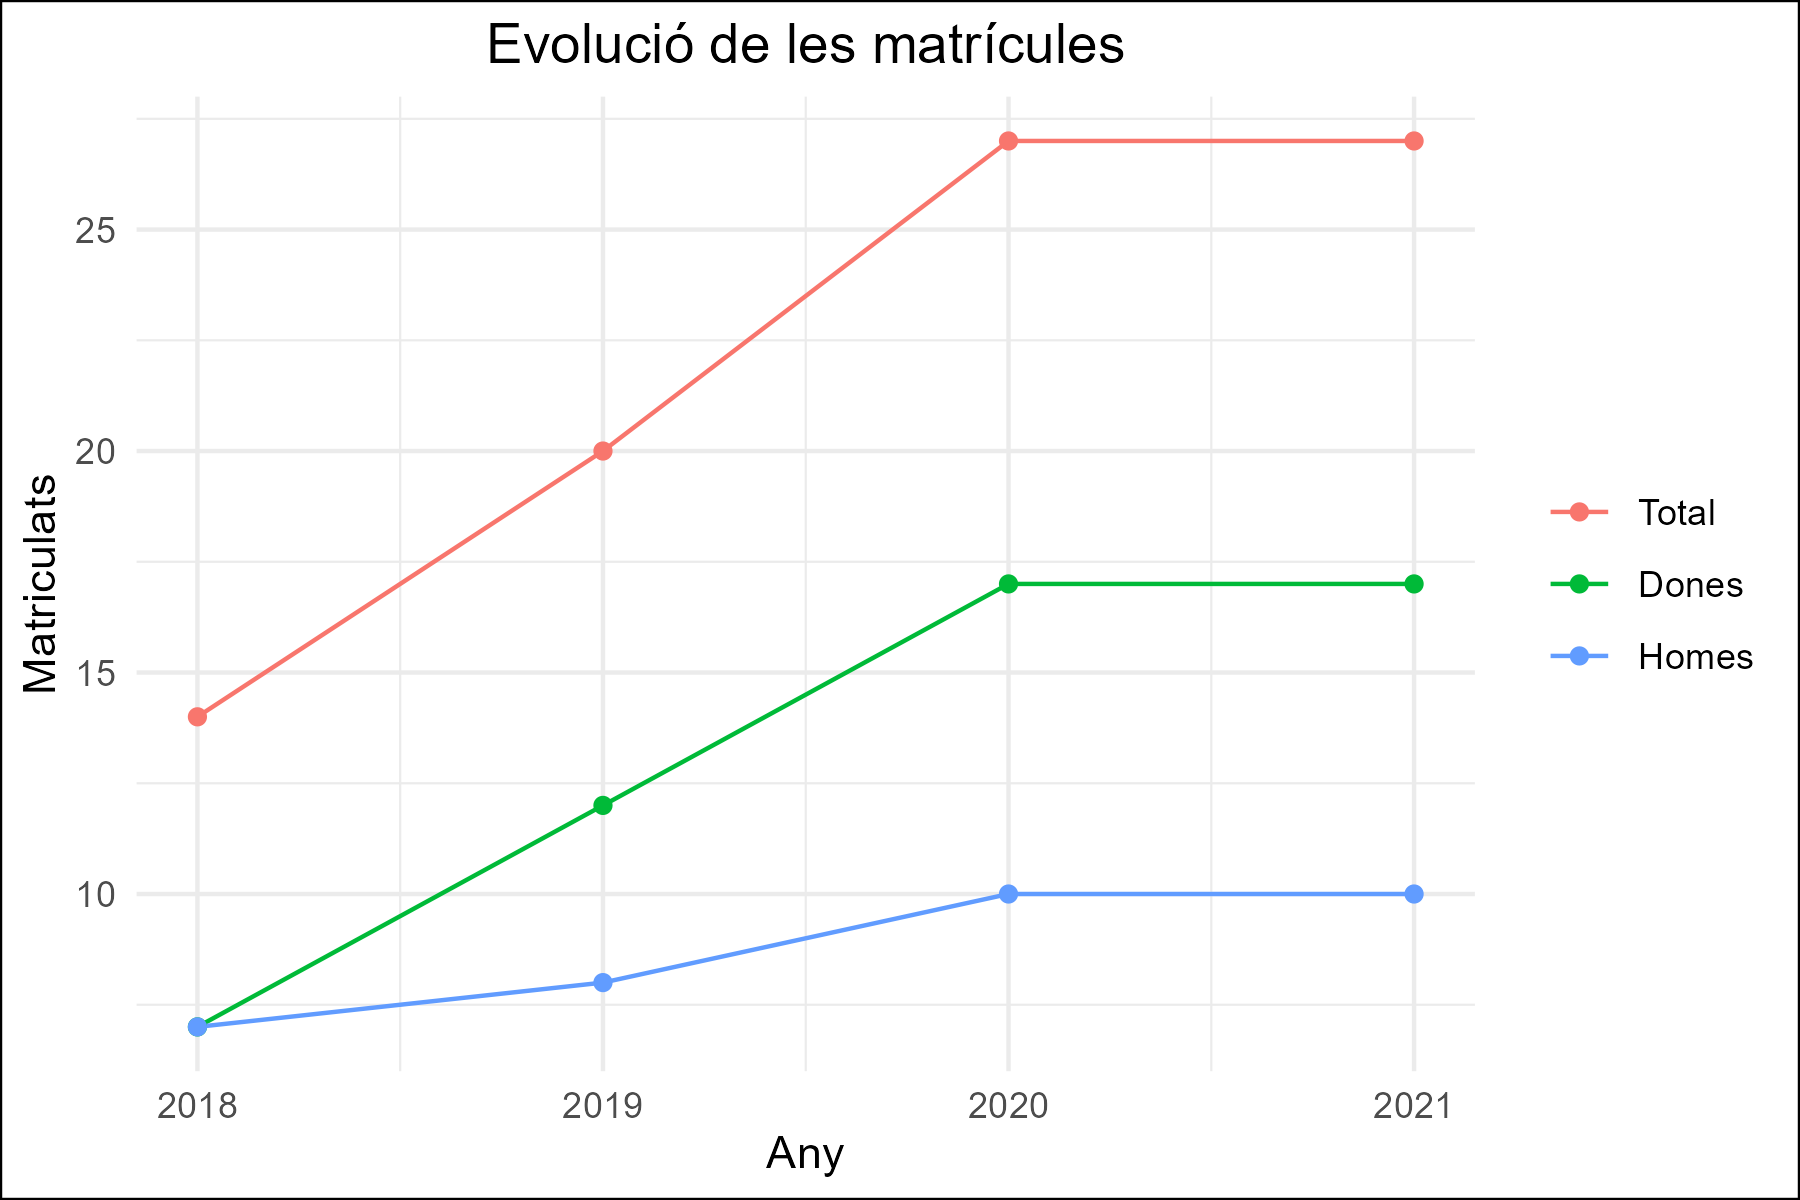 Evolució de les matrícules
25
20
15
10
Matriculats
2018
2019
2020
2021
Any
Total
Dones
Homes